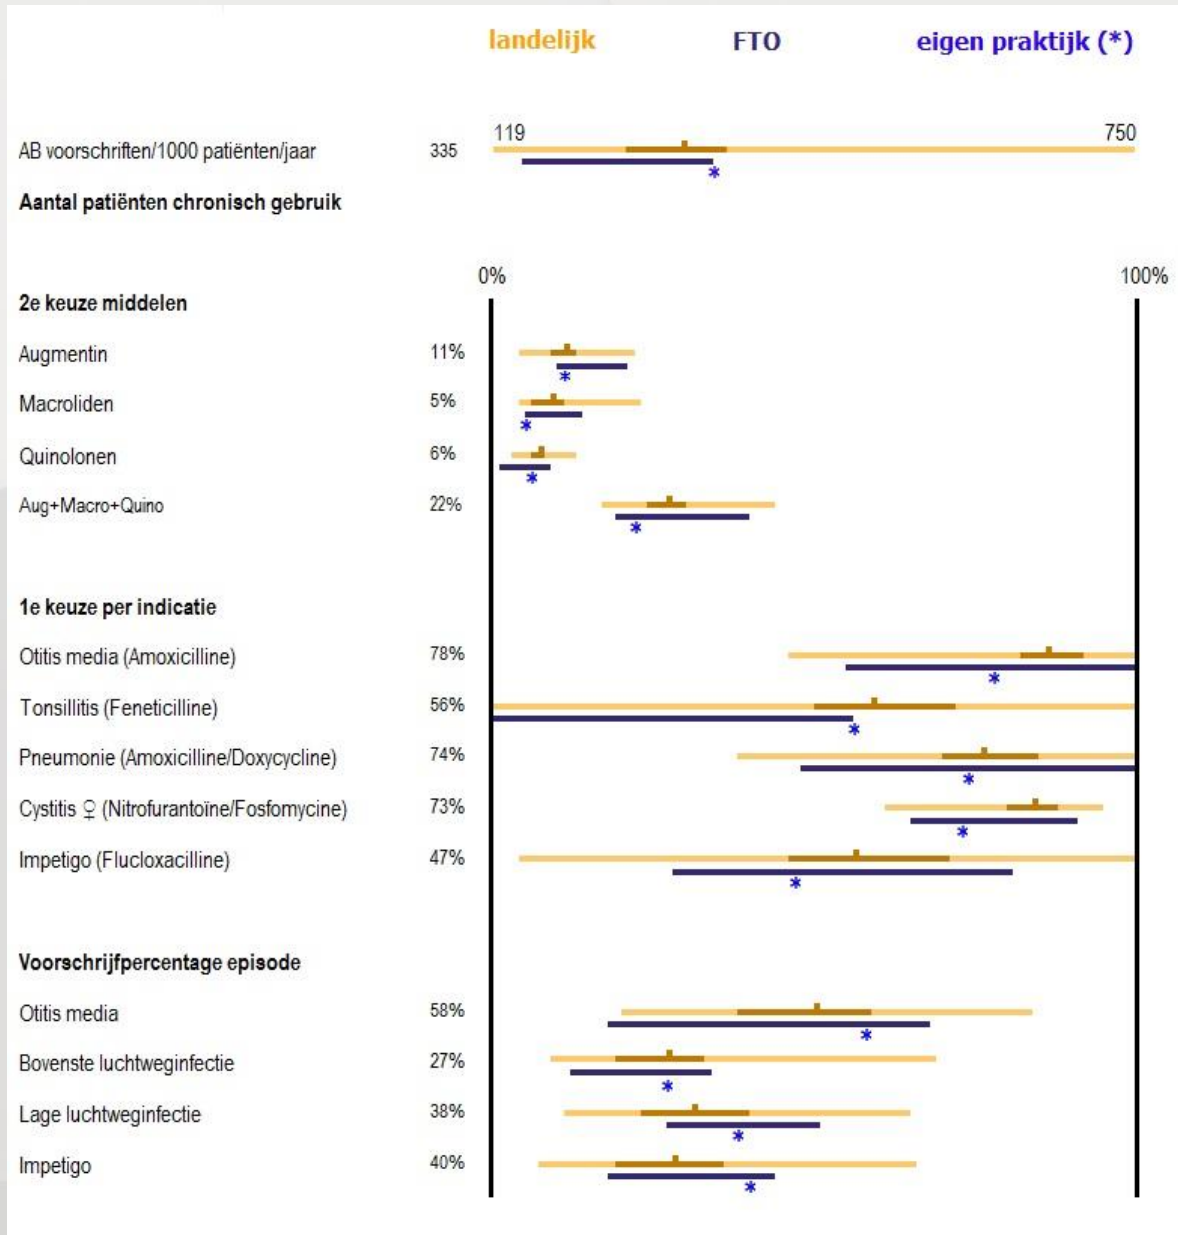 landelijk FTO eigen praktijk (*)
119 750
AB voorschriften/1000 patiënten/jaar 335
*
Aantal patiënten chronisch gebruik
0% 100%
2e keuze middelen
Augmentin 11%
*
Macroliden 5%
*
Quinolonen 6%
*
Aug+Macro+Quino 22%
*
1e keuze per indicatie
Otitis media (Amoxicilline) 78%
*
Tonsillitis (Feneticilline) 56%
*
Pneumonie (Amoxicilline/Doxycycline) 74%
*
Cystitis ♀ (Nitrofurantoïne/Fosfomycine) 73%
*
Impetigo (Flucloxacilline) 47%
*
Voorschrijfpercentage episode
Otitis media 58%
*
Bovenste luchtweginfectie 27%
*
Lage luchtweginfectie 38%
*
Impetigo 40%
*